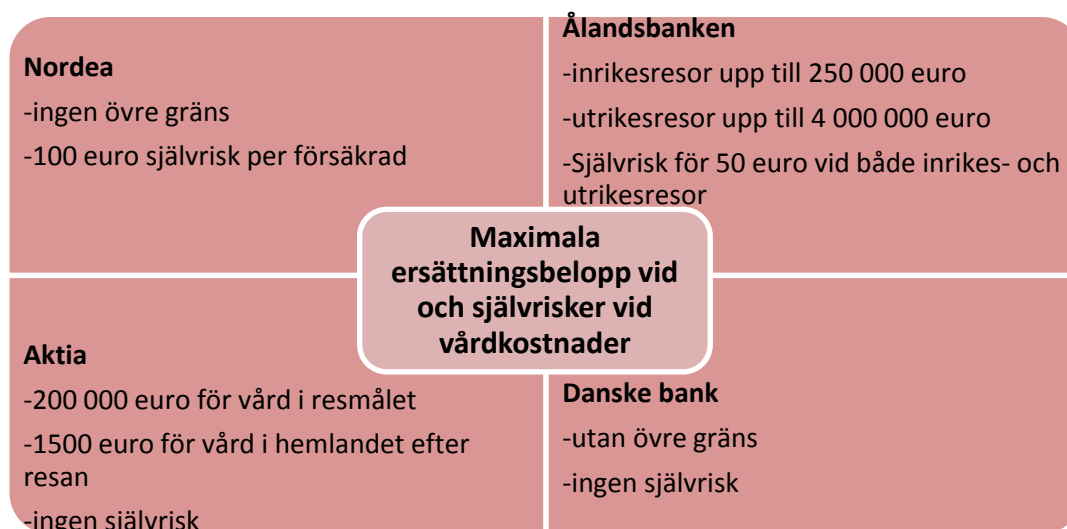 Nordea
-ingen övre gräns
-100 euro självrisk per försäkrad
Ålandsbanken
-inrikesresor upp till 250 000 euro
-utrikesresor upp till 4 000 000 euro
-Självrisk för 50 euro vid både inrikes- och
utrikesresor
Maximala
ersättningsbelopp vid
och självrisker vid
vårdkostnader
Aktia
-200 000 euro för vård i resmålet
-1500 euro för vård i hemlandet efter
resan
-ingen självrisk
Danske bank
-utan övre gräns
-ingen självrisk